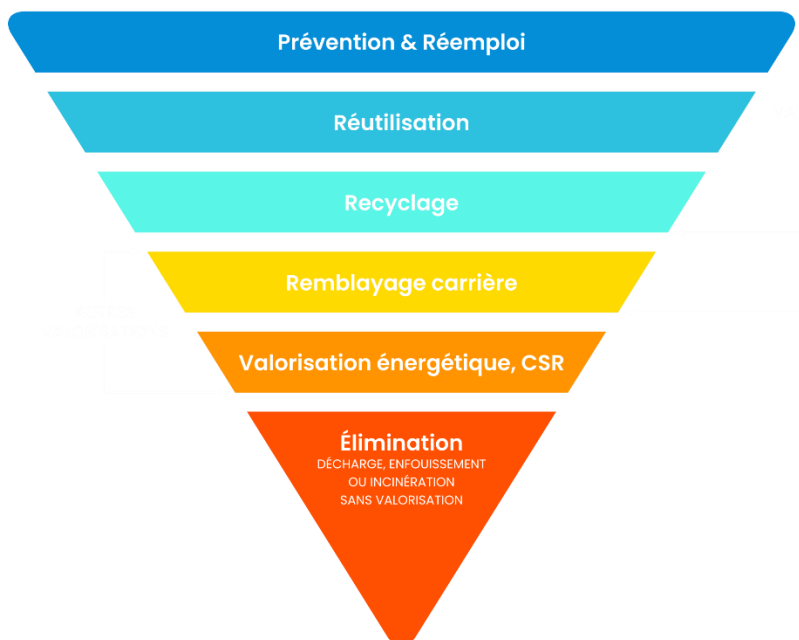 Prévention & Réemploi
Réutilisation
Recyclage
Remblayage carrière
Valorisation énergétique, CSR
Élimination
DÉCHARGE, ENFOUISSEMENT
OU INCINÉRATION
SANS VALORISATION